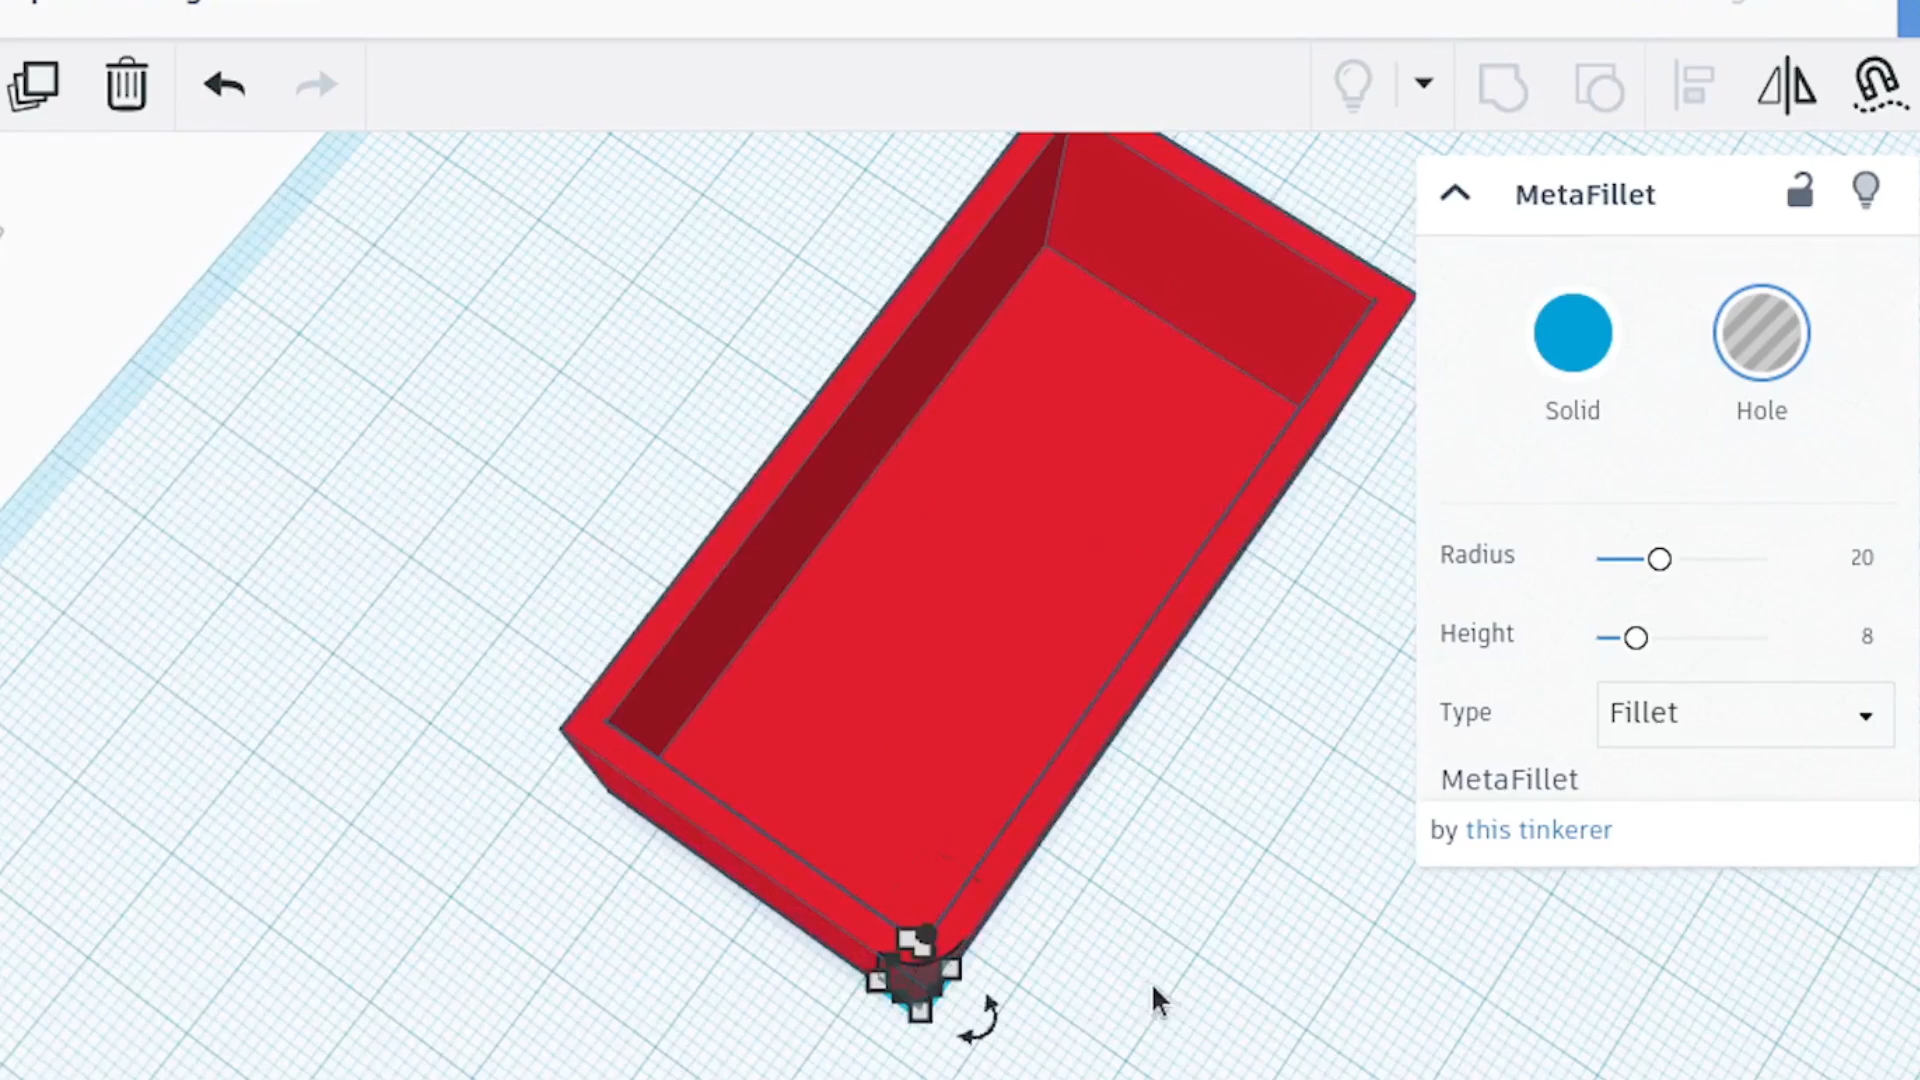 MetaFillet
Solid
Hole
Radius
20
Height
8
Type
Fillet
MetaFillet
by this tinkerer